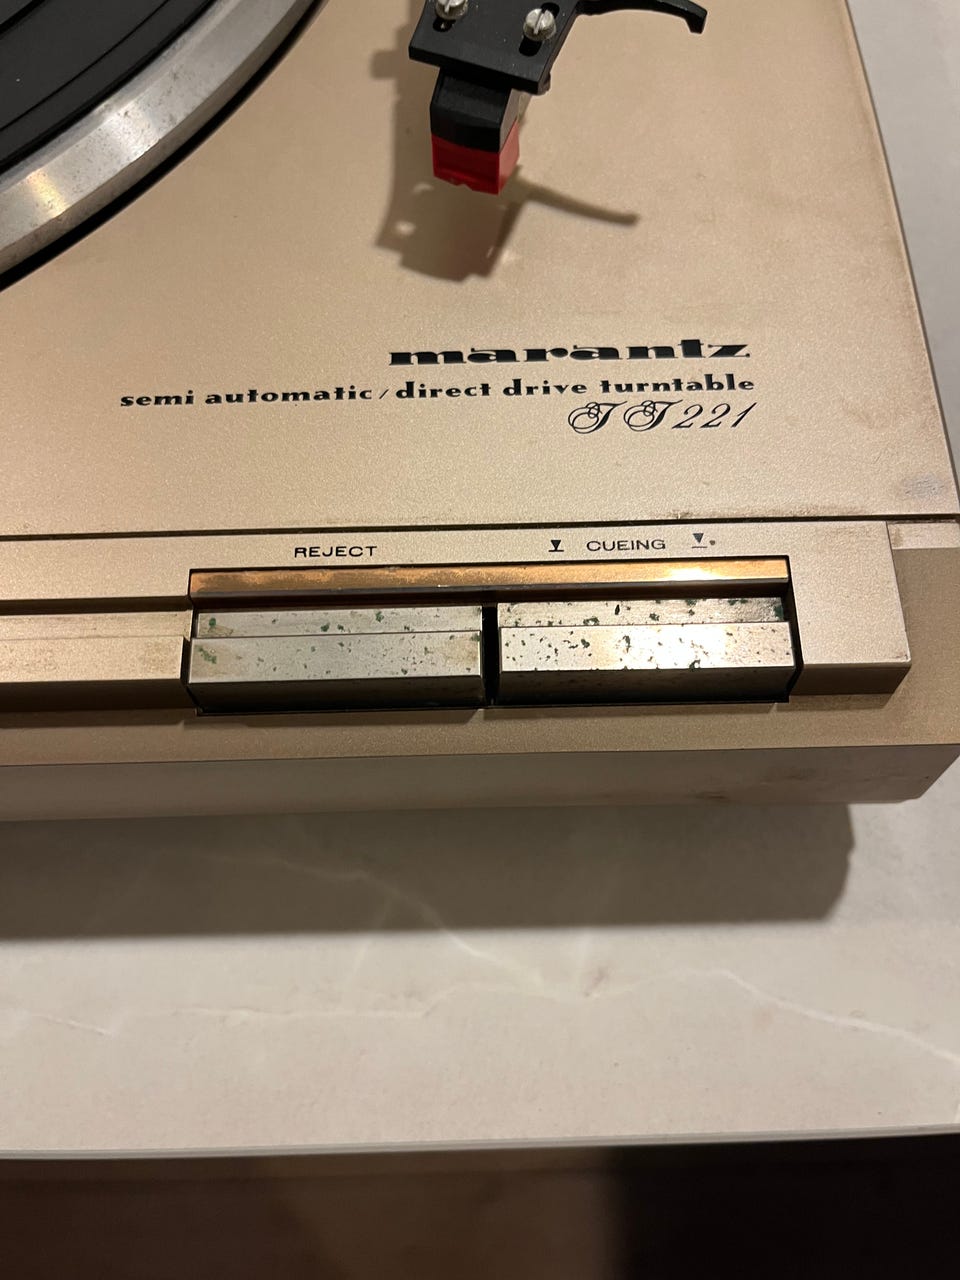 marantz
semi automatic/direct drive turntable
TT221
REJECT
CUEING